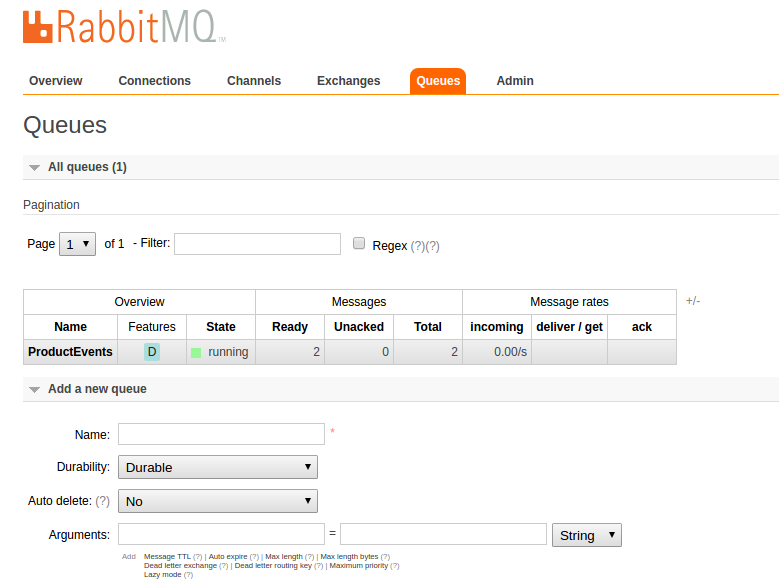 RabbitMQ TM
Overview Connections Channels Exchanges Queues Admin
Queues
All queues (1)
Pagination
Page 1 of 1 - Filter: Regex (?)(?)
Overview Messages Message rates +/-
Name Features State Ready Unacked Total incoming deliver / get ack
ProductEvents D running 2 0 2 0.00/s
Add a new queue
Name: *
Durability: Durable
Auto delete: (?) No
Arguments: = String
Add Message TTL (?) | Auto expire (?) | Max length (?) | Max length bytes (?)
Dead letter exchange (?) | Dead letter routing key (?) | Maximum priority (?)
Lazy mode (?)